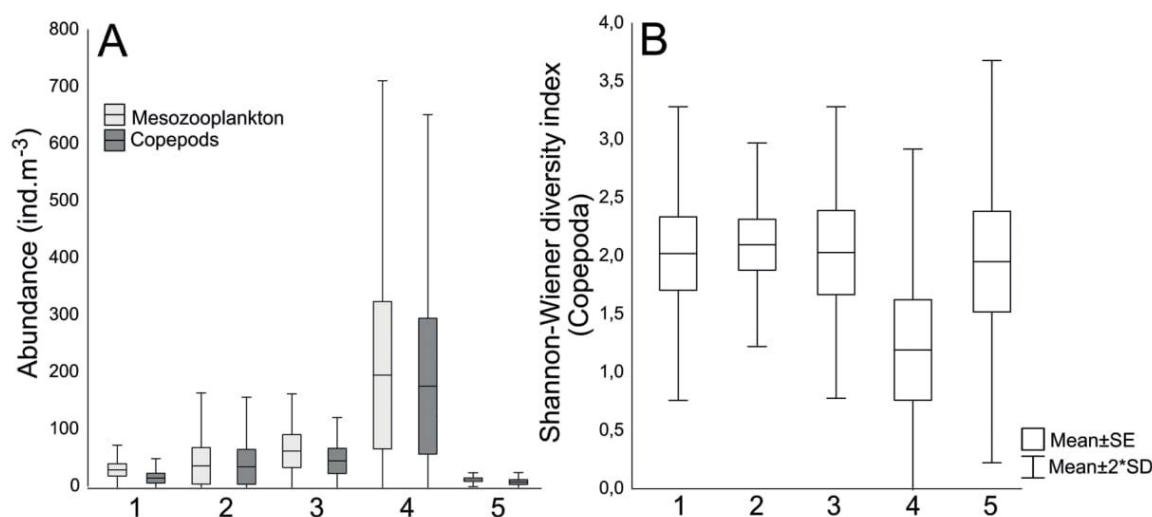 A
Abundance (ind.m-3)
800
700
600
500
400
300
200
100
0
Mesozooplankton
Copepods
1 2 3 4 5
B
Shannon-Wiener diversity index
(Copepoda)
4,0
3,5
3,0
2,5
2,0
1,5
1,0
0,5
0,0
1 2 3 4 5
Mean±SE
Mean±2*SD